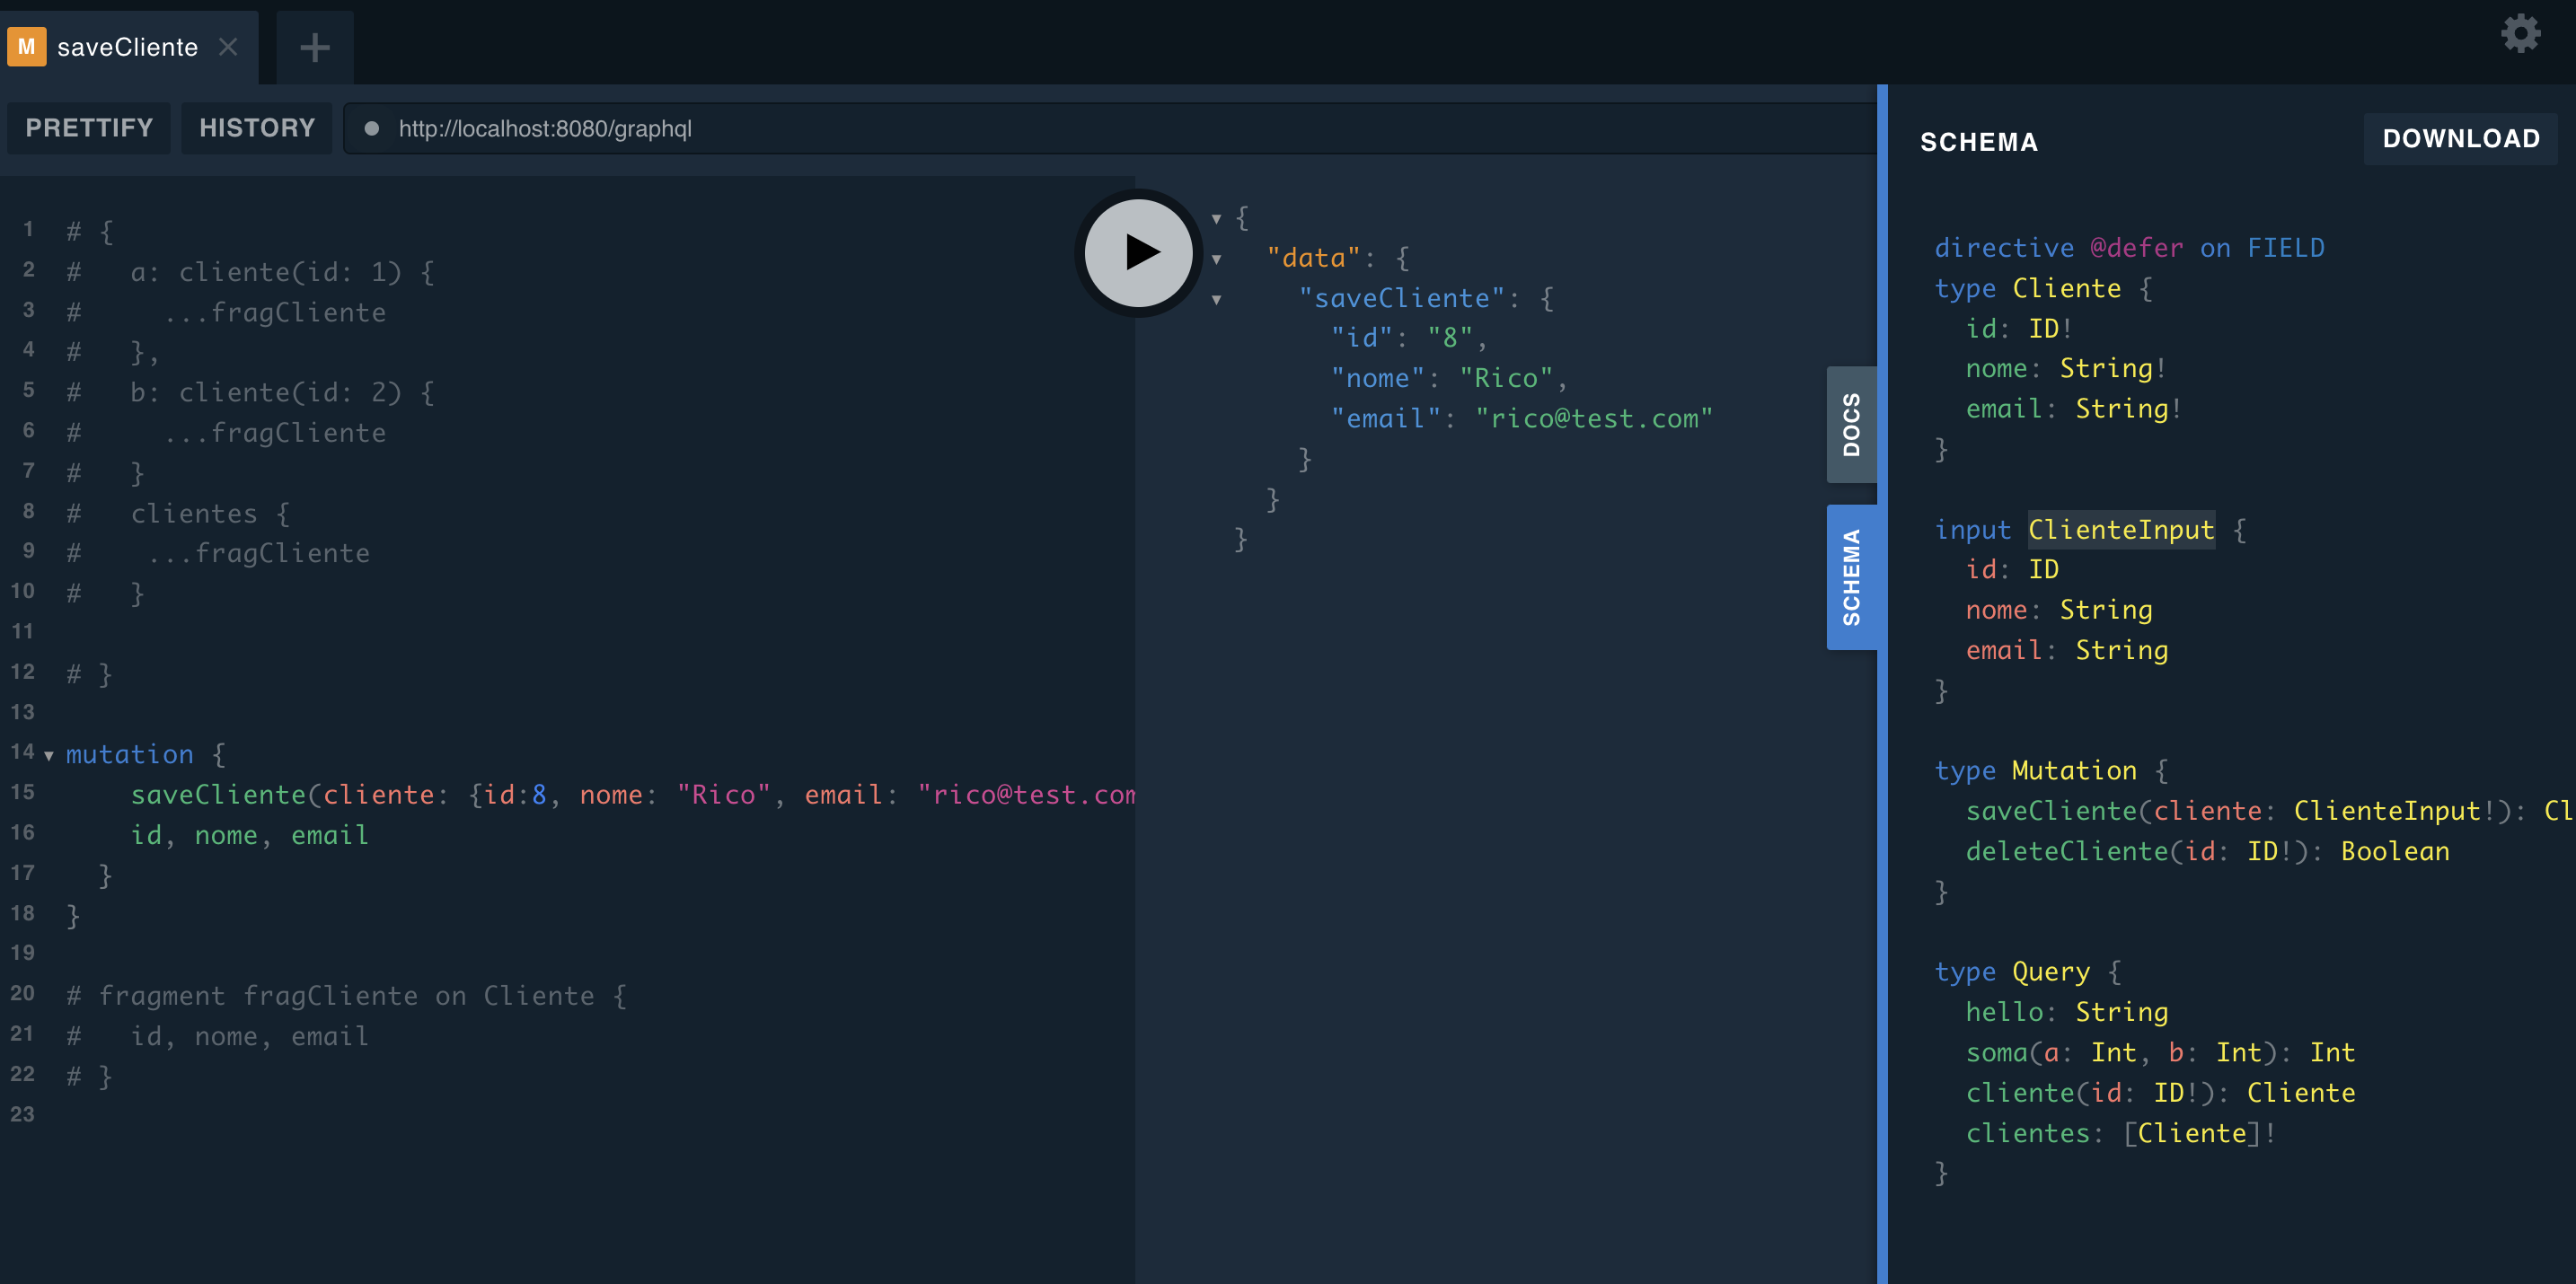 M saveCliente
PRETTIFY HISTORY http://localhost:8080/graphql
1 # {
2 #   a: cliente(id: 1) {
3 #     ...fragCliente
4 #   },
5 #   b: cliente(id: 2) {
6 #     ...fragCliente
7 #   }
8 #   clientes {
9 #    ...fragCliente
10 #   }
11
12 # }
13
14 mutation {
15     saveCliente(cliente: {id:8, nome: "Rico", email: "rico@test.com
16     id, nome, email
17   }
18 }
19
20 # fragment fragCliente on Cliente {
21 #   id, nome, email
22 # }
23
{
  "data": {
    "saveCliente": {
      "id": "8",
      "nome": "Rico",
      "email": "rico@test.com"
    }
  }
}
DOCS
SCHEMA
SCHEMA DOWNLOAD
directive @defer on FIELD
type Cliente {
  id: ID!
  nome: String!
  email: String!
}
input ClienteInput {
  id: ID
  nome: String
  email: String
}
type Mutation {
  saveCliente(cliente: ClienteInput!): Cl
  deleteCliente(id: ID!): Boolean
}
type Query {
  hello: String
  soma(a: Int, b: Int): Int
  cliente(id: ID!): Cliente
  clientes: [Cliente]!
}